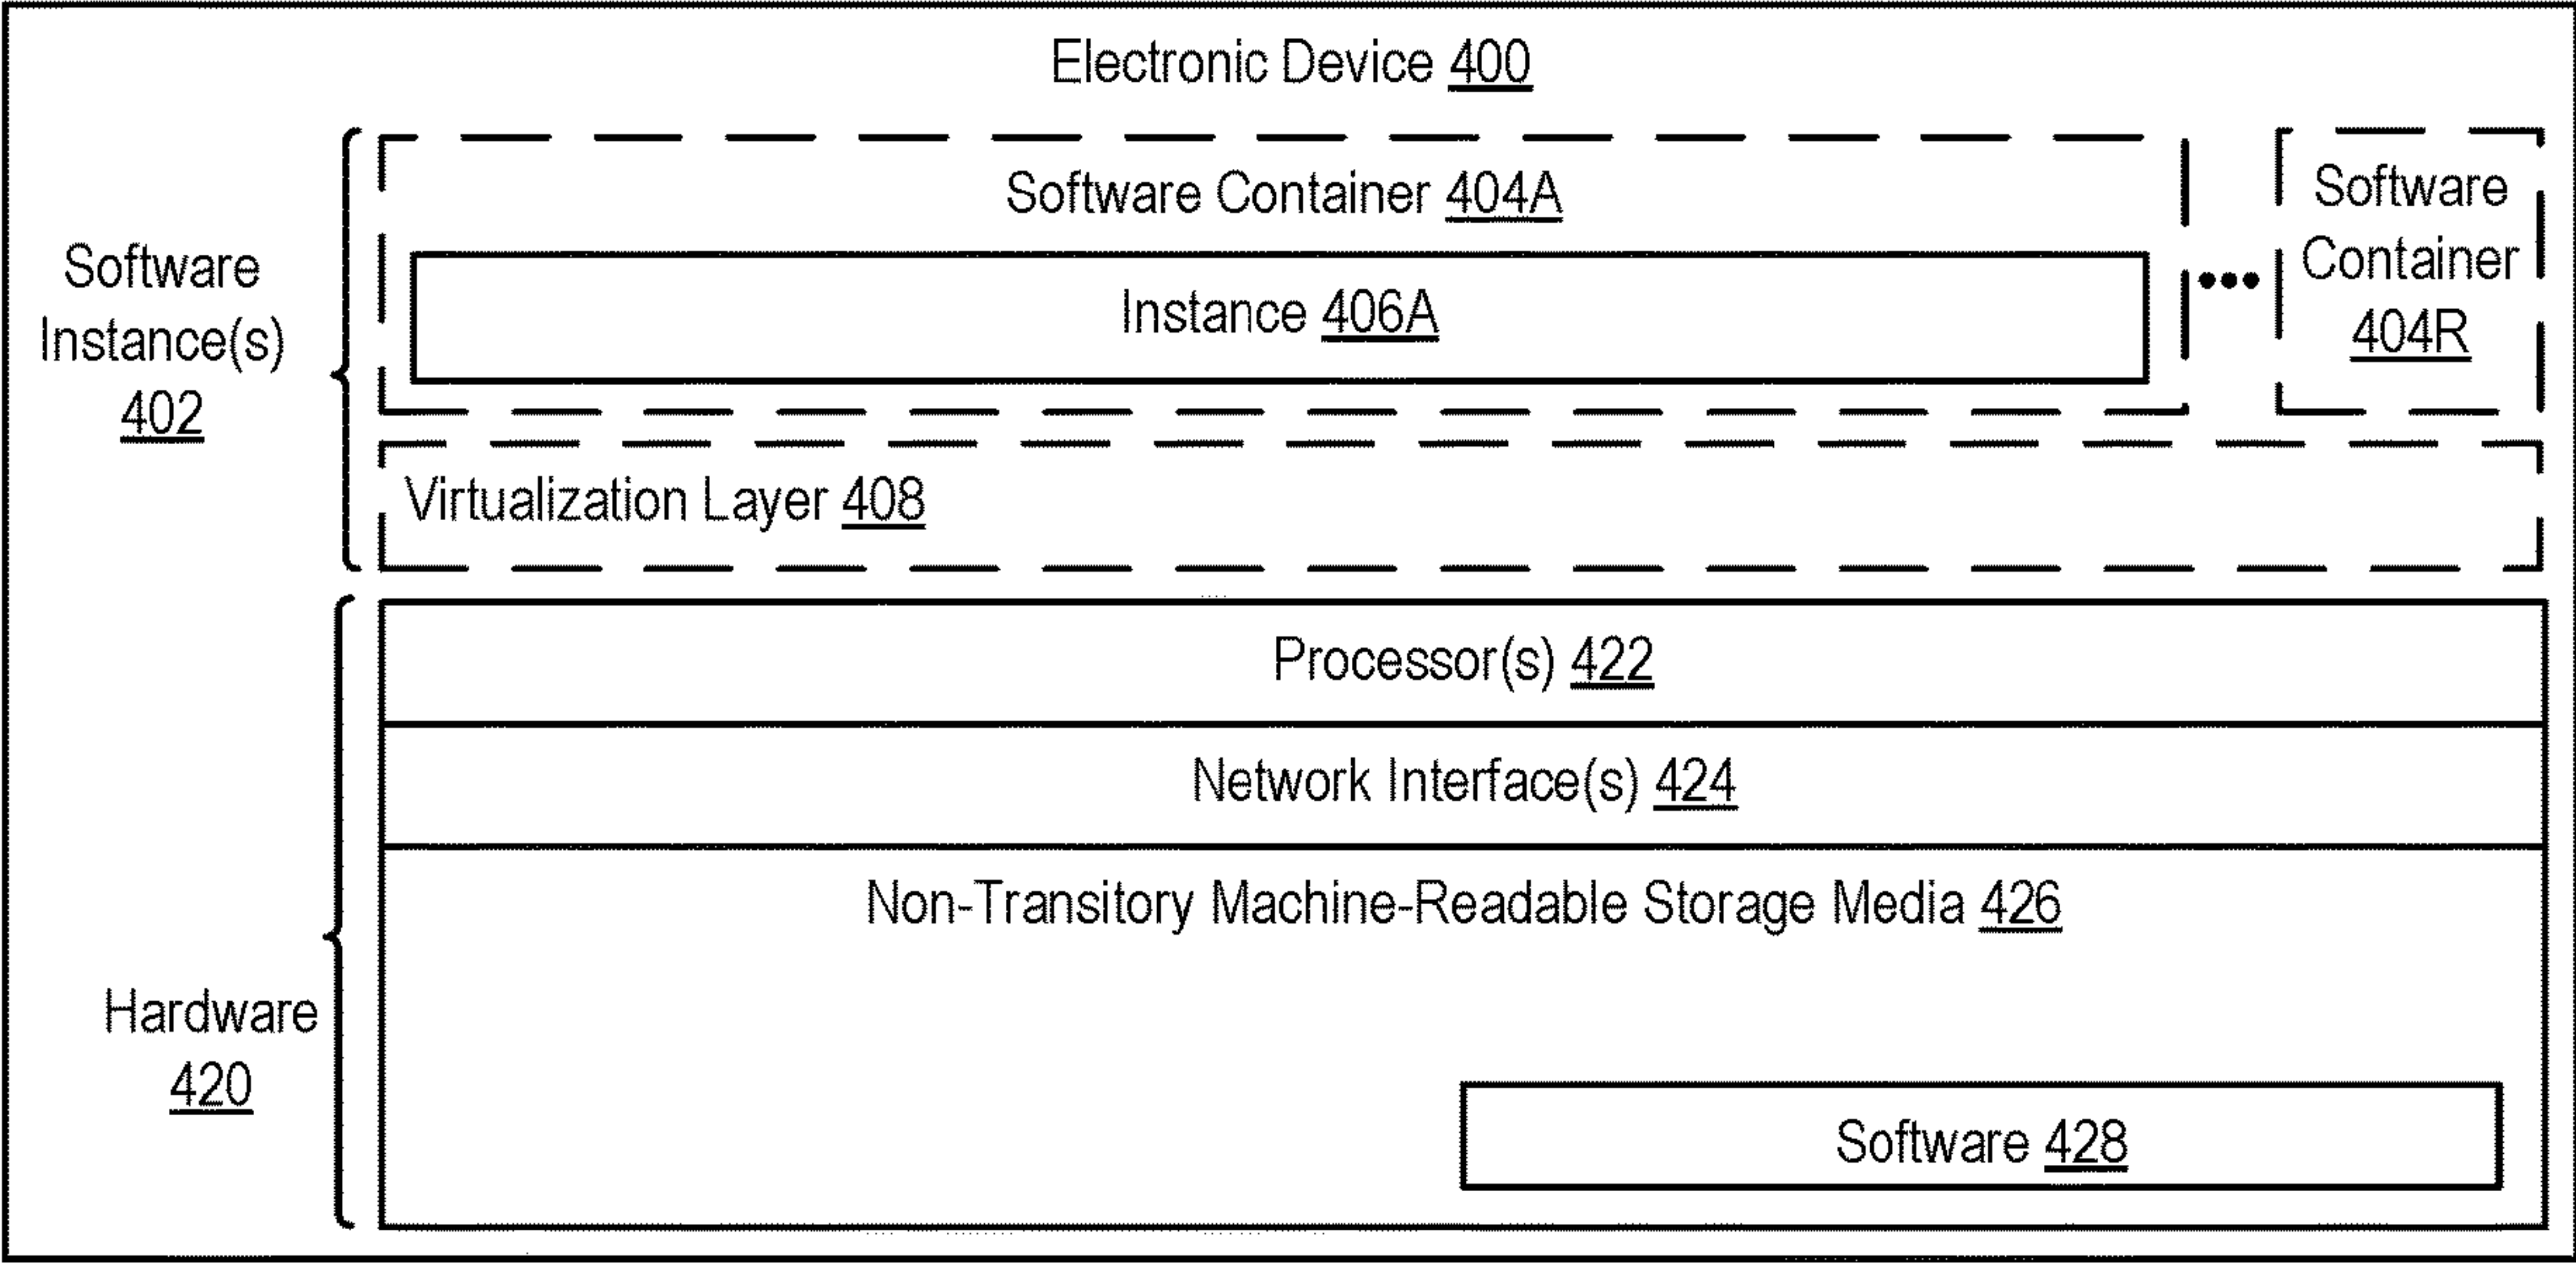 Electronic Device 400
Software Container 404A
Instance 406A
•••
Software
Container
404R
Software
Instance(s)
402
Virtualization Layer 408
Processor(s) 422
Network Interface(s) 424
Non-Transitory Machine-Readable Storage Media 426
Hardware
420
Software 428